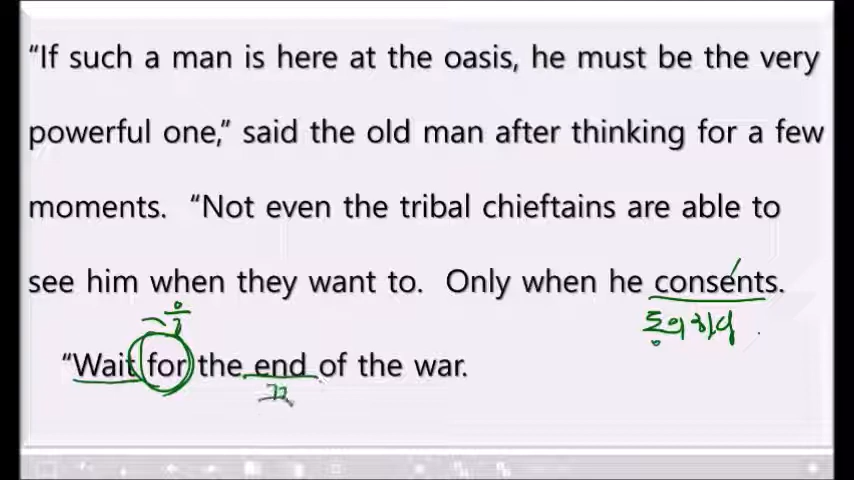 “If such a man is here at the oasis, he must be the very
powerful one,” said the old man after thinking for a few
moments. “Not even the tribal chieftains are able to
see him when they want to. Only when he consents.
동의하다
~을
“Wait for the end of the war.
끝